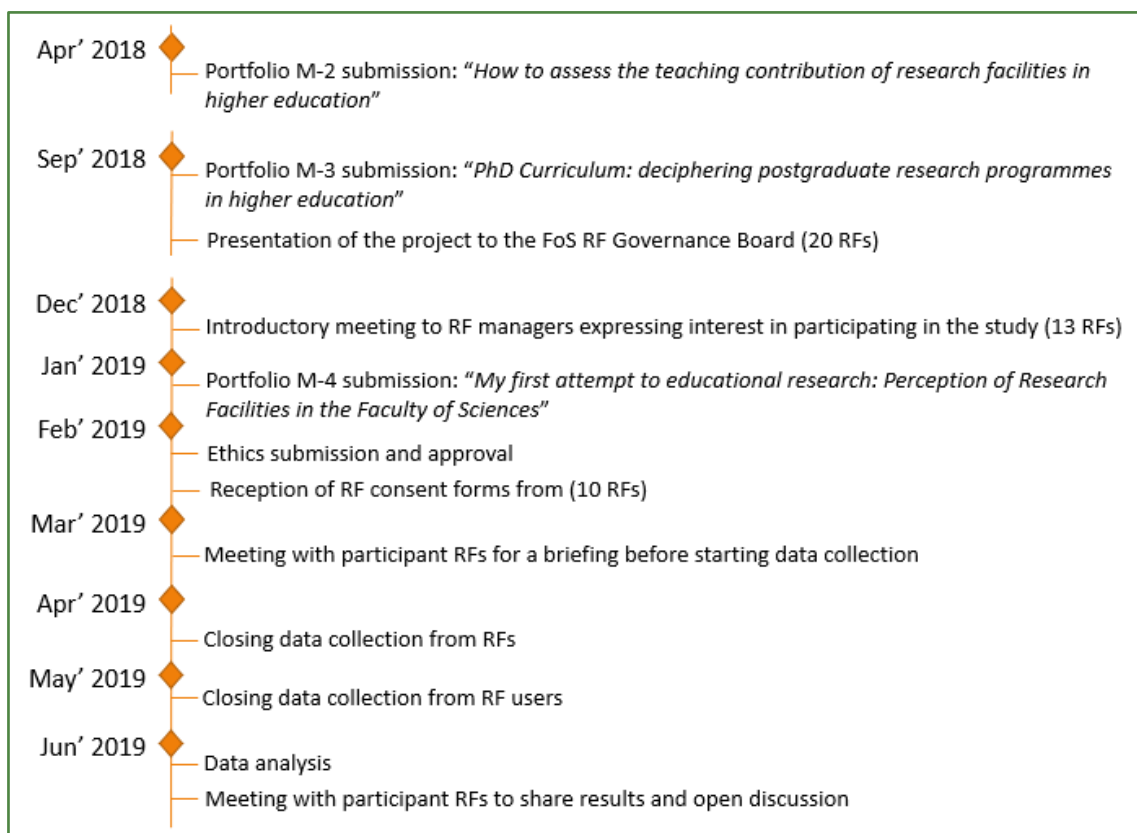 Apr’ 2018
Portfolio M-2 submission: “How to assess the teaching contribution of research facilities in
higher education”
Sep’ 2018
Portfolio M-3 submission: “PhD Curriculum: deciphering postgraduate research programmes
in higher education”
Presentation of the project to the FoS RF Governance Board (20 RFs)
Dec’ 2018
Introductory meeting to RF managers expressing interest in participating in the study (13 RFs)
Jan’ 2019
Portfolio M-4 submission: “My first attempt to educational research: Perception of Research
Facilities in the Faculty of Sciences”
Feb’ 2019
Ethics submission and approval
Reception of RF consent forms from (10 RFs)
Mar’ 2019
Meeting with participant RFs for a briefing before starting data collection
Apr’ 2019
Closing data collection from RFs
May’ 2019
Closing data collection from RF users
Jun’ 2019
Data analysis
Meeting with participant RFs to share results and open discussion